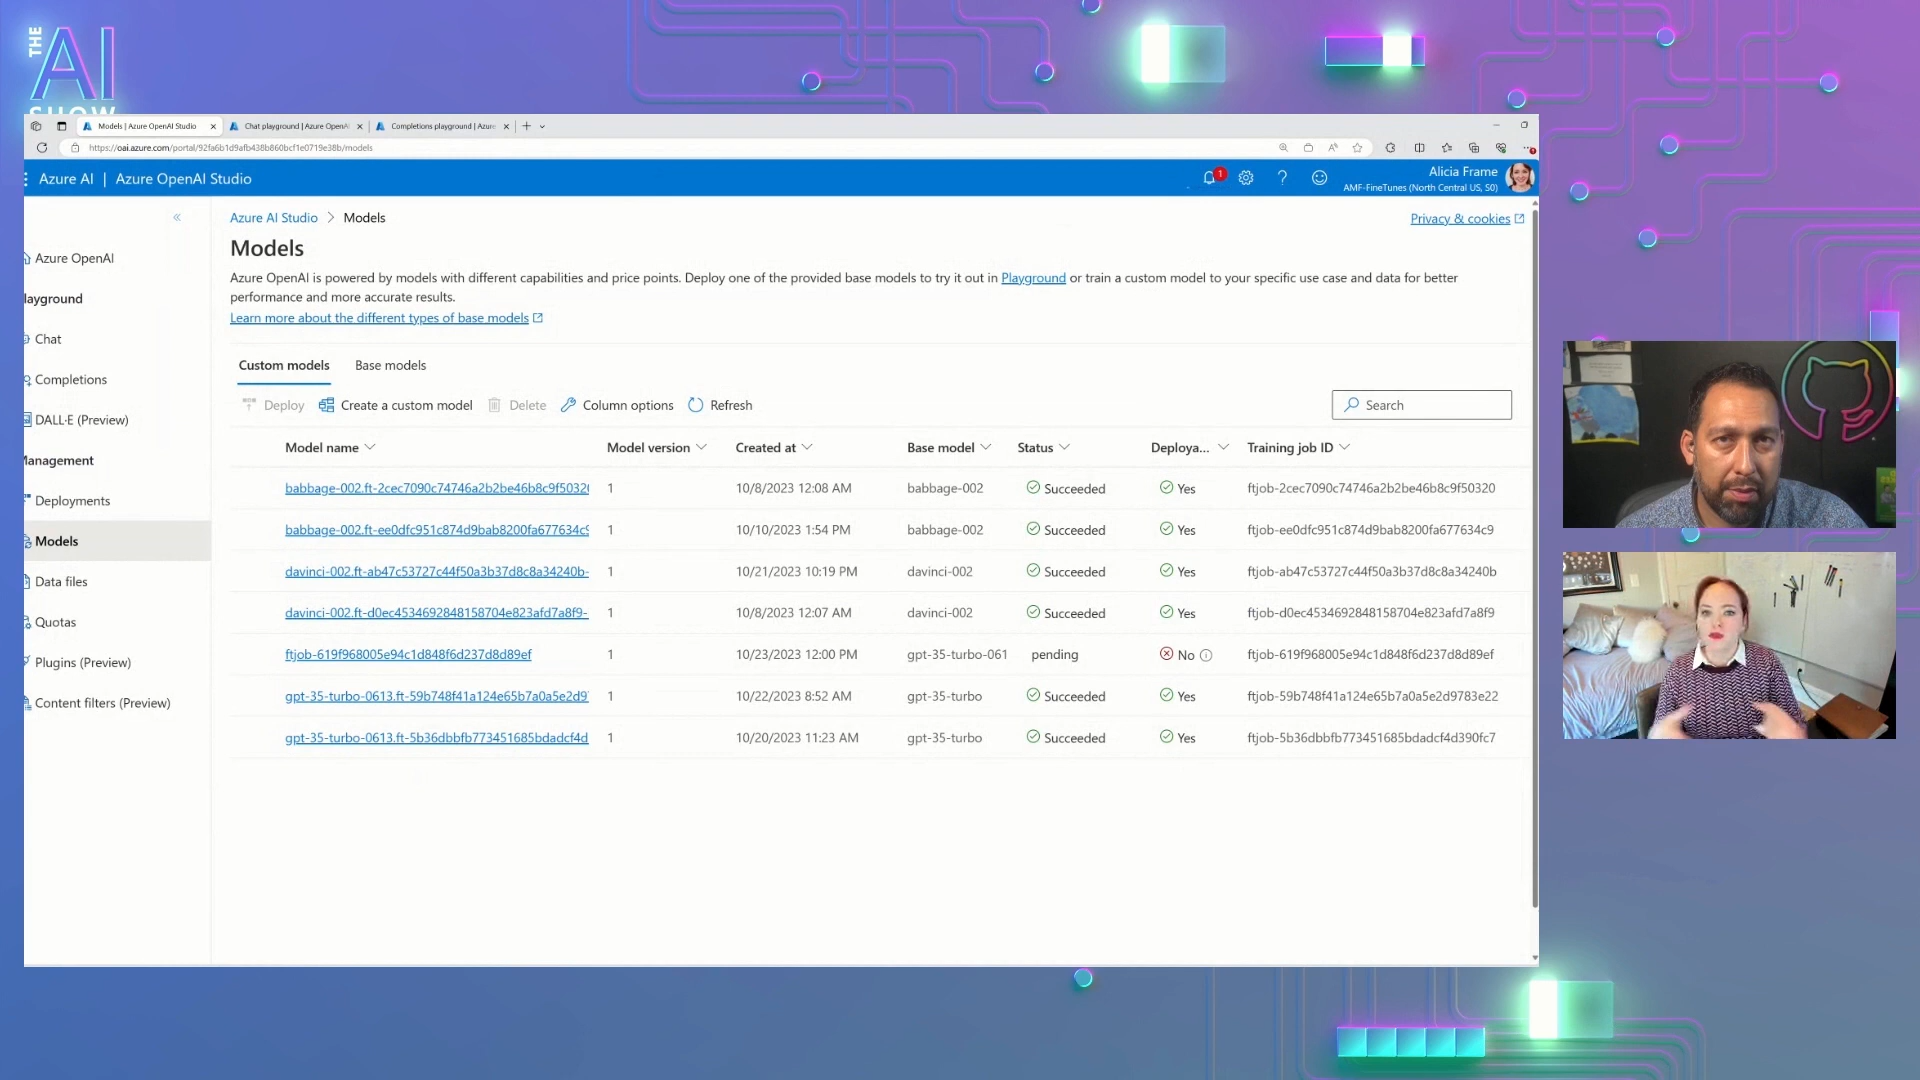 THE
AI
SHOW
Models | Azure OpenAI Studio
Chat playground | Azure OpenAI
Completions playground | Azure
https://oai.azure.com/portal/92fa6b1d9afb438b860bcf1e0719e38b/models
Azure AI | Azure OpenAI Studio
1
Alicia Frame
AMF-FineTunes (North Central US, S0)
Azure AI Studio > Models
Privacy & cookies
Models
Azure OpenAI is powered by models with different capabilities and price points. Deploy one of the provided base models to try it out in Playground or train a custom model to your specific use case and data for better
performance and more accurate results.
Learn more about the different types of base models
Azure OpenAI
layground
Chat
Completions
DALL·E (Preview)
Management
Deployments
Models
Data files
Quotas
Plugins (Preview)
Content filters (Preview)
Custom models Base models
Deploy Create a custom model Delete Column options Refresh Search
Model name Model version Created at Base model Status Deploya... Training job ID
babbage-002.ft-2cec7090c74746a2b2be46b8c9f50320 1 10/8/2023 12:08 AM babbage-002 Succeeded Yes ftjob-2cec7090c74746a2b2be46b8c9f50320
babbage-002.ft-ee0dfc951c874d9bab8200fa677634c9 1 10/10/2023 1:54 PM babbage-002 Succeeded Yes ftjob-ee0dfc951c874d9bab8200fa677634c9
davinci-002.ft-ab47c53727c44f50a3b37d8c8a34240b- 1 10/21/2023 10:19 PM davinci-002 Succeeded Yes ftjob-ab47c53727c44f50a3b37d8c8a34240b
davinci-002.ft-d0ec4534692848158704e823afd7a8f9- 1 10/8/2023 12:07 AM davinci-002 Succeeded Yes ftjob-d0ec4534692848158704e823afd7a8f9
ftjob-619f968005e94c1d848f6d237d8d89ef 1 10/23/2023 12:00 PM gpt-35-turbo-061 pending No ftjob-619f968005e94c1d848f6d237d8d89ef
gpt-35-turbo-0613.ft-59b748f41a124e65b7a0a5e2d9 1 10/22/2023 8:52 AM gpt-35-turbo Succeeded Yes ftjob-59b748f41a124e65b7a0a5e2d9783e22
gpt-35-turbo-0613.ft-5b36dbbfb773451685bdadcf4d 1 10/20/2023 11:23 AM gpt-35-turbo Succeeded Yes ftjob-5b36dbbfb773451685bdadcf4d390fc7